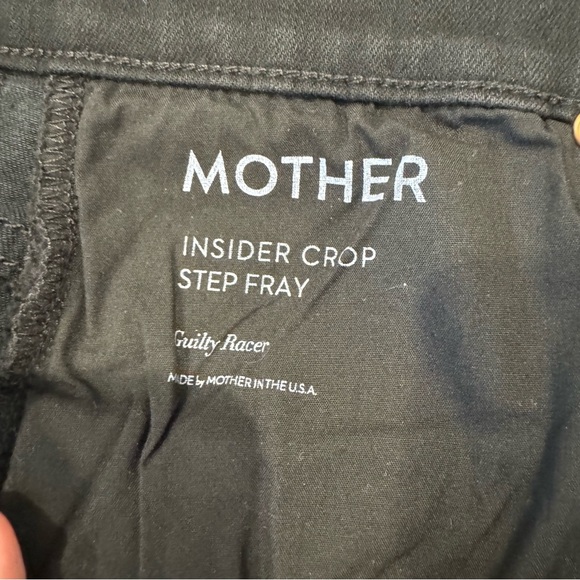 MOTHER
INSIDER CROP
STEP FRAY
Guilty Racer
MADE by MOTHER IN THE U.S.A.